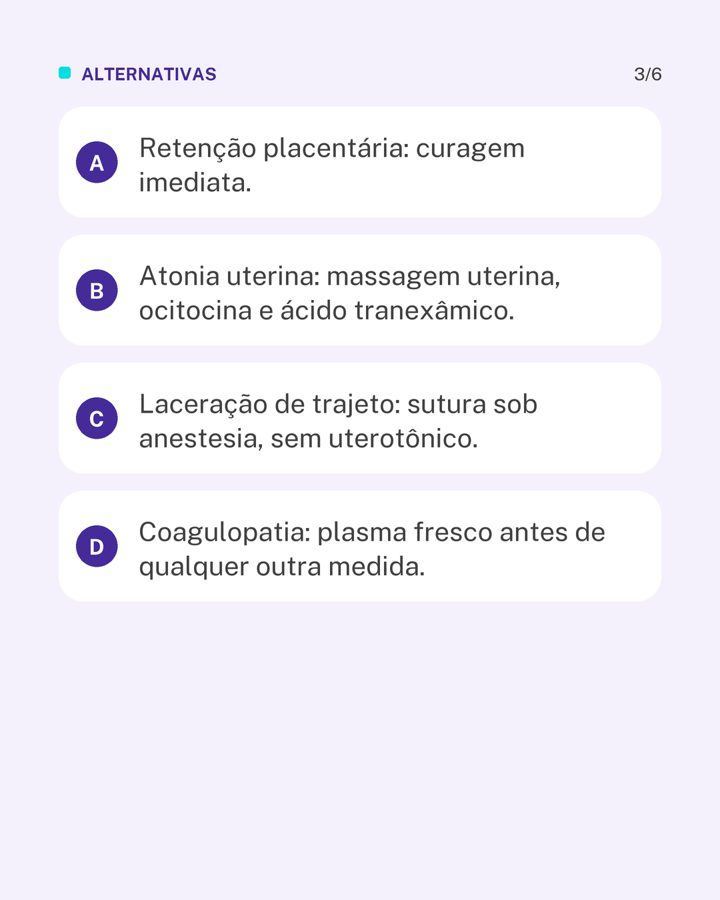 ALTERNATIVAS
3/6
A
Retenção placentária: curagem
imediata.
B
Atonia uterina: massagem uterina,
ocitocina e ácido tranexâmico.
C
Laceração de trajeto: sutura sob
anestesia, sem uterotônico.
D
Coagulopatia: plasma fresco antes de
qualquer outra medida.